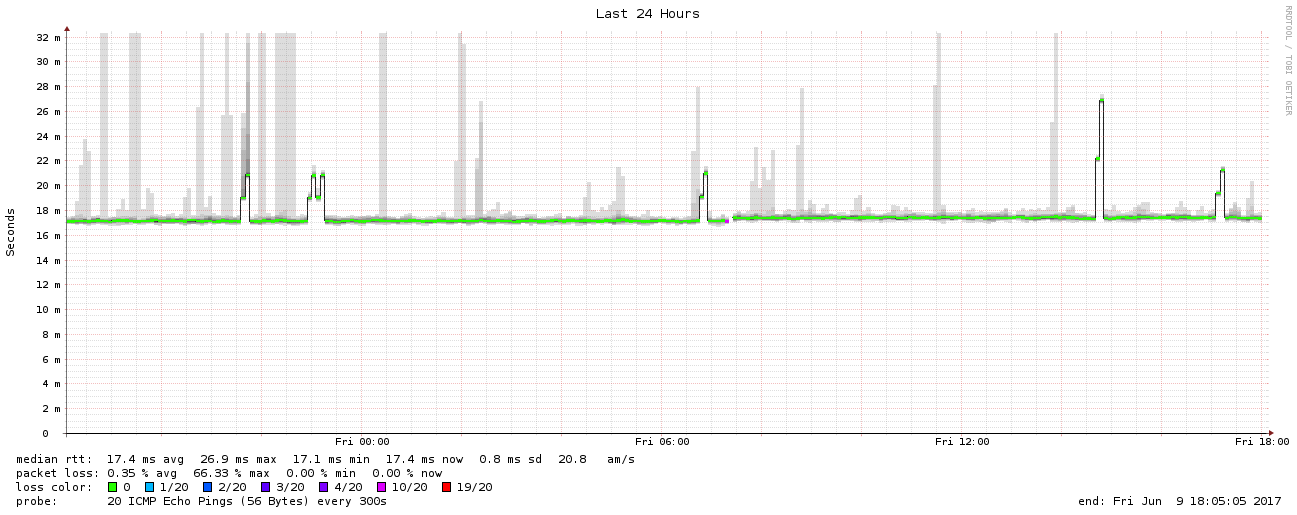 Last 24 Hours
RRDTOOL / TOBI OETIKER
Seconds
32 m
30 m
28 m
26 m
24 m
22 m
20 m
18 m
16 m
14 m
12 m
10 m
8 m
6 m
4 m
2 m
0
Fri 00:00 Fri 06:00 Fri 12:00 Fri 18:00
median rtt: 17.4 ms avg 26.9 ms max 17.1 ms min 17.4 ms now 0.8 ms sd 20.8 am/s
packet loss: 0.35 % avg 66.33 % max 0.00 % min 0.00 % now
loss color: 0 1/20 2/20 3/20 4/20 10/20 19/20
probe: 20 ICMP Echo Pings (56 Bytes) every 300s end: Fri Jun 9 18:05:05 2017